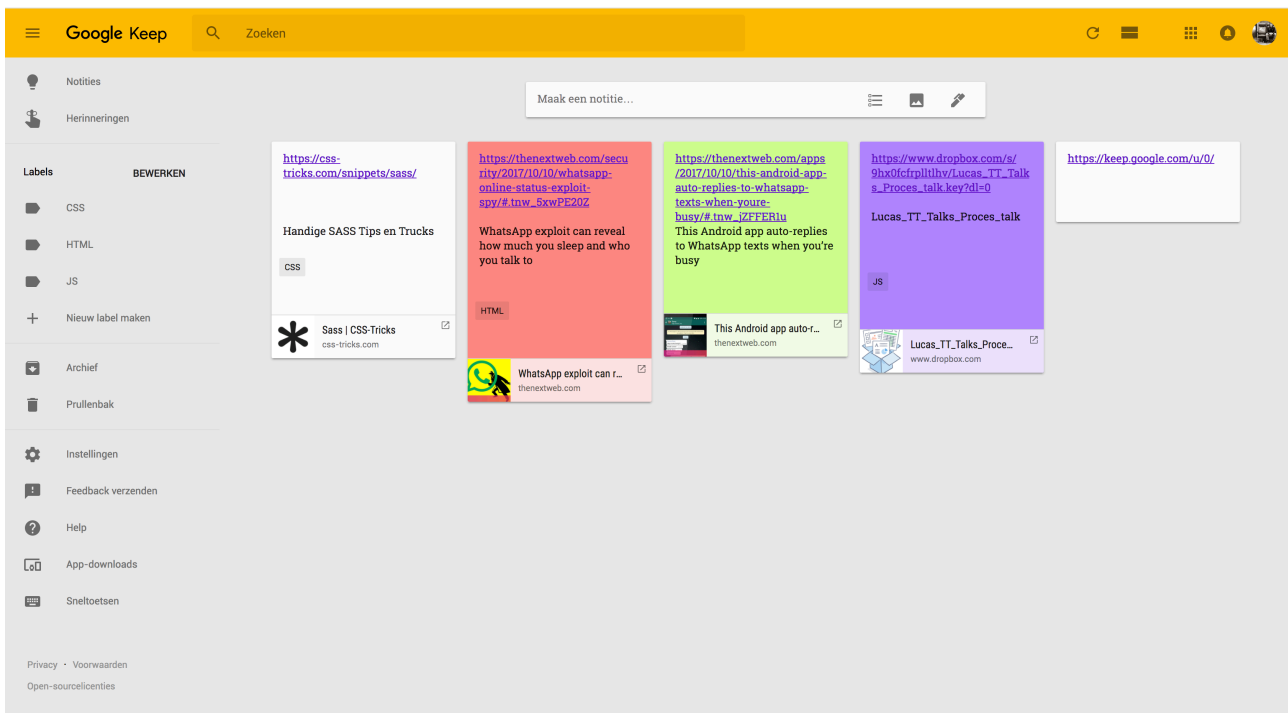 Google Keep
Zoeken
Notities
Herinneringen
Labels
BEWERKEN
CSS
HTML
JS
Nieuw label maken
Archief
Prullenbak
Instellingen
Feedback verzenden
Help
App-downloads
Sneltoetsen
Privacy · Voorwaarden
Open-sourcelicenties
Maak een notitie…
https://css-
tricks.com/snippets/sass/
Handige SASS Tips en Trucks
CSS
Sass | CSS-Tricks
css-tricks.com
https://thenextweb.com/secu
rity/2017/10/10/whatsapp-
online-status-exploit-
spy/#.tnw_5xwPE20Z
WhatsApp exploit can reveal
how much you sleep and who
you talk to
HTML
WhatsApp exploit can r...
thenextweb.com
https://thenextweb.com/apps
/2017/10/10/this-android-app-
auto-replies-to-whatsapp-
texts-when-youre-
busy/#.tnw_jZFFER1u
This Android app auto-replies
to WhatsApp texts when you're
busy
This Android app auto-r...
thenextweb.com
https://www.dropbox.com/s/
9hx0fcfrplltlhv/Lucas_TT_Talk
s_Proces_talk.key?dl=0
Lucas_TT_Talks_Proces_talk
JS
Lucas_TT_Talks_Proce...
www.dropbox.com
https://keep.google.com/u/0/